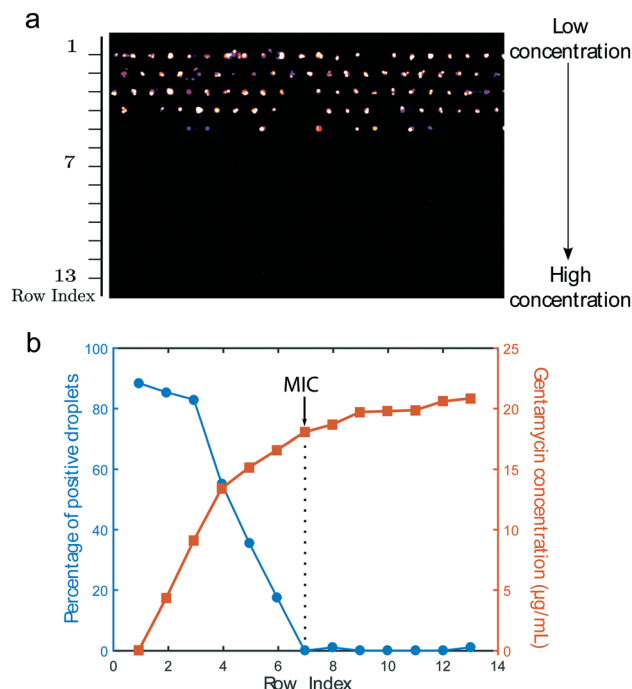 a
1
7
13
Row Index
Low
concentration
High
concentration
b
100
80
60
40
20
0
Percentage of positive droplets
MIC
25
20
15
10
5
0
Gentamycin concentration (µg/mL)
0 2 4 6 8 10 12 14
Row Index